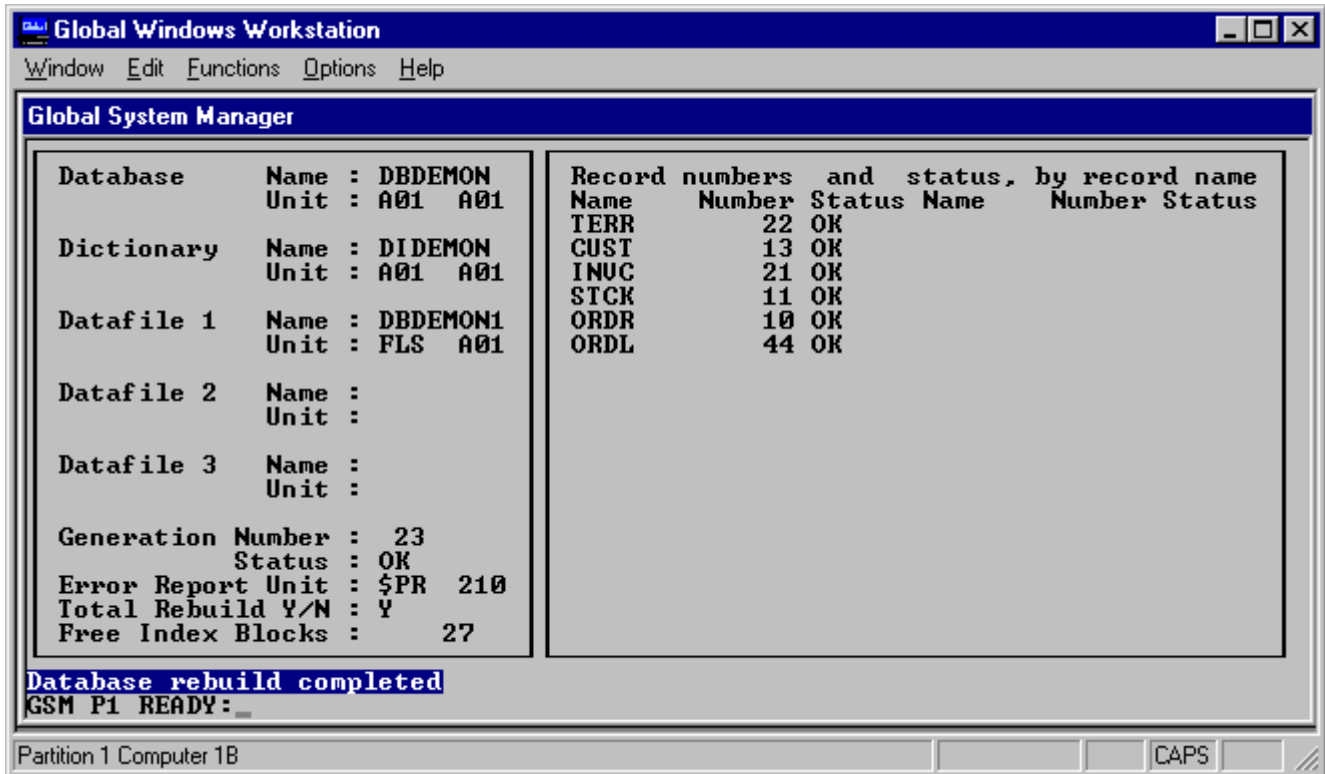 Global Windows Workstation
Window Edit Functions Options Help
Global System Manager
Database Name : DBDEMON
Unit : A01 A01
Dictionary Name : DIDEMON
Unit : A01 A01
Datafile 1 Name : DBDEMON1
Unit : FLS A01
Datafile 2 Name :
Unit :
Datafile 3 Name :
Unit :
Generation Number : 23
Status : OK
Error Report Unit : $PR 210
Total Rebuild Y/N : Y
Free Index Blocks : 27
Record numbers and status, by record name
Name Number Status Name Number Status
TERR 22 OK
CUST 13 OK
INVC 21 OK
STCK 11 OK
ORDR 10 OK
ORDL 44 OK
Database rebuild completed
GSM P1 READY:_
Partition 1 Computer 1B CAPS